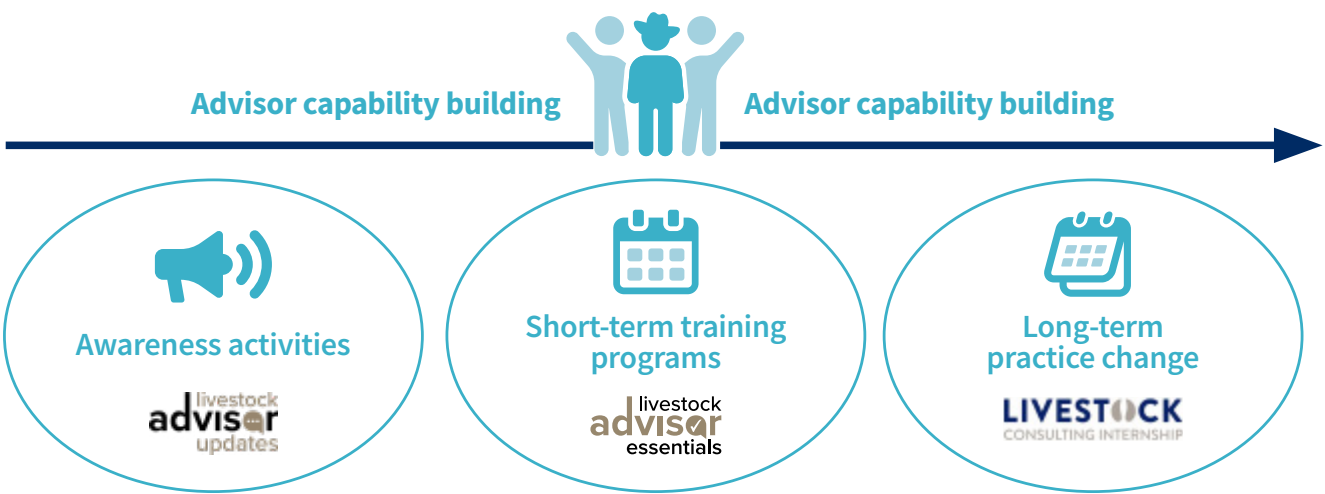 Advisor capability building
Advisor capability building
Awareness activities
livestock
advisor
updates
Short-term training
programs
livestock
advisor
essentials
Long-term
practice change
LIVESTOCK
CONSULTING INTERNSHIP